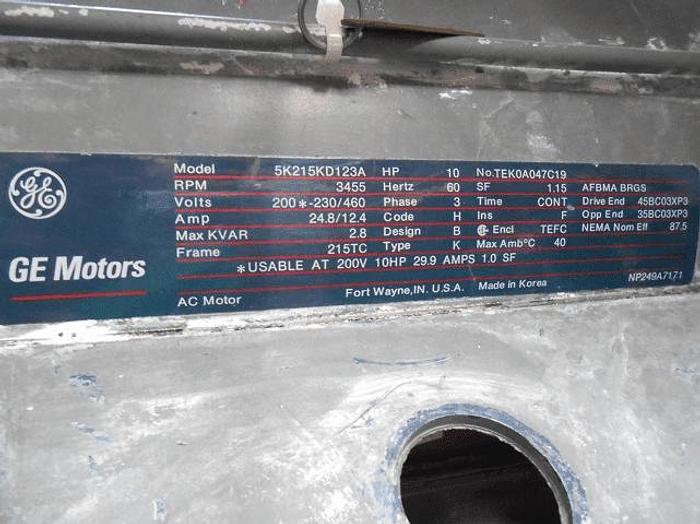 Model 5K215KD123A HP 10 No.TEK0A047C19
RPM 3455 Hertz 60 SF 1.15 AFBMA BRGS
Volts 200*-230/460 Phase 3 Time CONT Drive End 45BC03XP3
Amp 24.8/12.4 Code H Ins F Opp End 35BC03XP3
Max KVAR 2.8 Design B Encl TEFC NEMA Nom Eff 87.5
Frame 215TC Type K Max Amb°C 40
*USABLE AT 200V 10HP 29.9 AMPS 1.0 SF
GE
GE Motors
AC Motor Fort Wayne,IN. U.S.A. Made in Korea NP249A7171